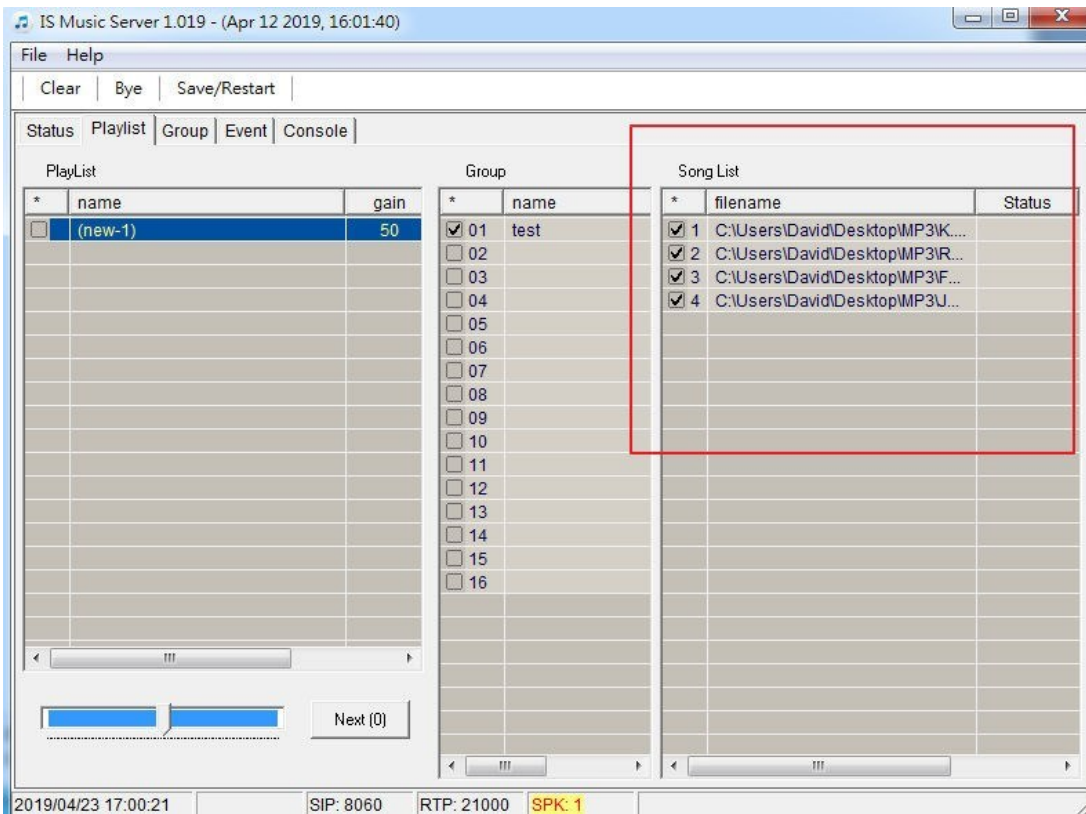 IS Music Server 1.019 - (Apr 12 2019, 16:01:40)
File Help
Clear Bye Save/Restart
Status Playlist Group Event Console
PlayList Group Song List
* name gain * name * filename Status
(new-1) 50 01 test 1 C:\Users\David\Desktop\MP3\K....
02 2 C:\Users\David\Desktop\MP3\R...
03 3 C:\Users\David\Desktop\MP3\F...
04 4 C:\Users\David\Desktop\MP3\J...
05
06
07
08
09
10
11
12
13
14
15
16
Next (0)
2019/04/23 17:00:21 SIP: 8060 RTP: 21000 SPK: 1